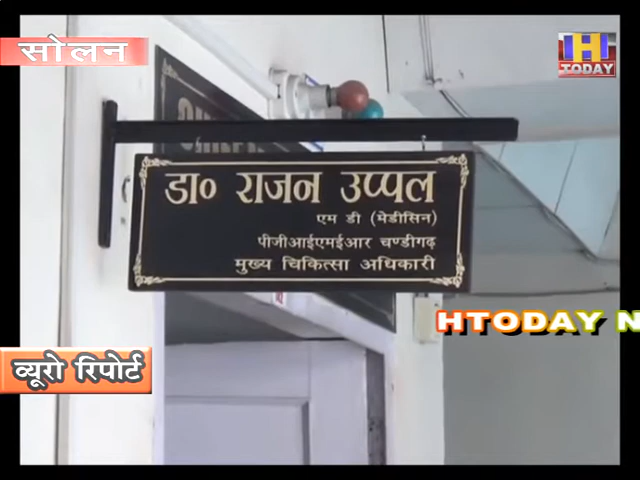 सोलन
H
TODAY
डा० राजन उप्पल
एम डी (मेडीसिन)
पीजीआईएमईआर चण्डीगढ़
मुख्य चिकित्सा अधिकारी
HTODAY N
व्यूरो रिपोर्ट